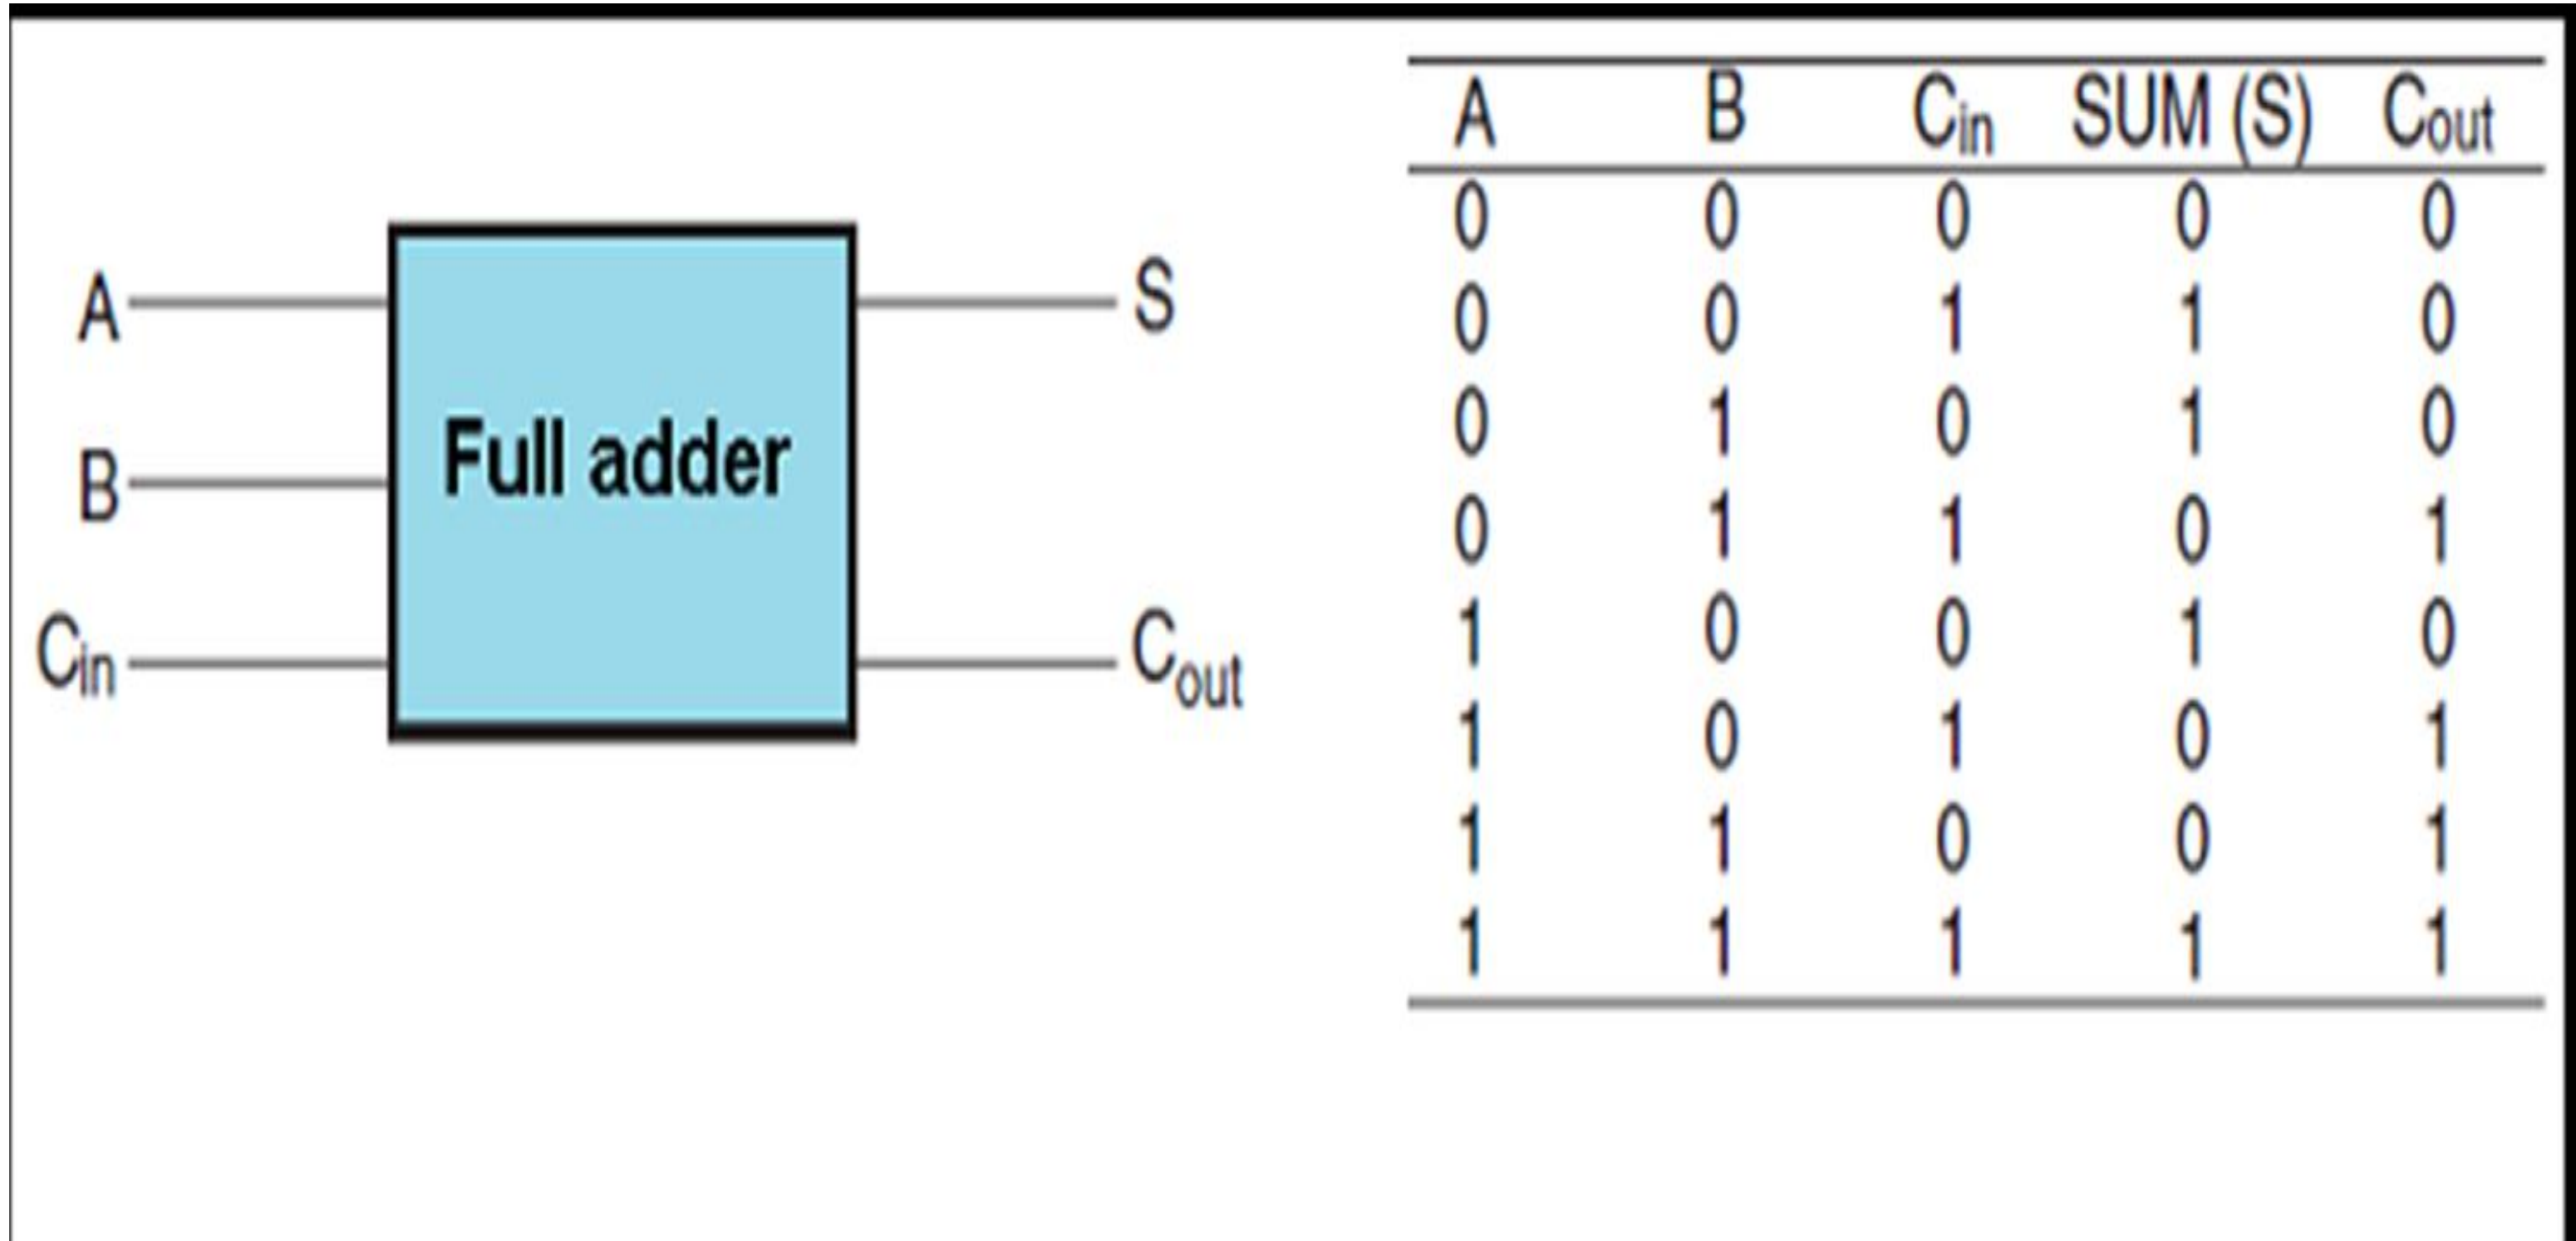 A
B
Cin
Full adder
S
Cout
A B Cin SUM (S) Cout
0 0 0 0 0
0 0 1 1 0
0 1 0 1 0
0 1 1 0 1
1 0 0 1 0
1 0 1 0 1
1 1 0 0 1
1 1 1 1 1